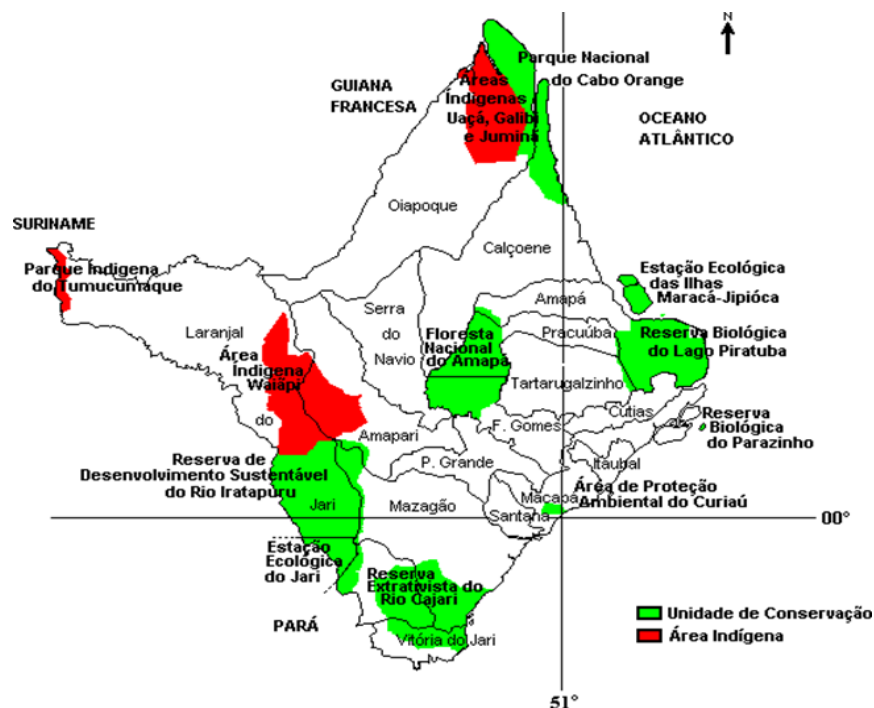 N
Parque Nacional
do Cabo Orange
GUIANA
FRANCESA
Áreas
Índigenas
Uaçá, Galibi
e Juminã
OCEANO
ATLÂNTICO
Oiapoque
SURINAME
Parque Indigena
do Tumucumaque
Calçoene
Estação Ecológica
das Ilhas
Maracá-Jipióca
Amapá
Serra
do
Navio
Laranjal
do
Jari
Área
Índigena
Waiãpi
Floresta
Nacional
do Amapá
Pracuúba
Reserva Biológica
do Lago Piratuba
Tartarugalzinho
Cutias
Reserva
Biológica
do Parazinho
Amapari
F. Gomes
P. Grande
Itaubal
Reserva de
Desenvolvimento Sustentável
do Rio Iratapuru
Mazagão
Macapá
Santana
Área de Proteção
Ambiental do Curiaú
00°
Estação
Ecológica
do Jari
Reserva
Extrativista do
Rio Cajari
PARÁ
Vitória do Jari
Unidade de Conservação
Área Indígena
51°